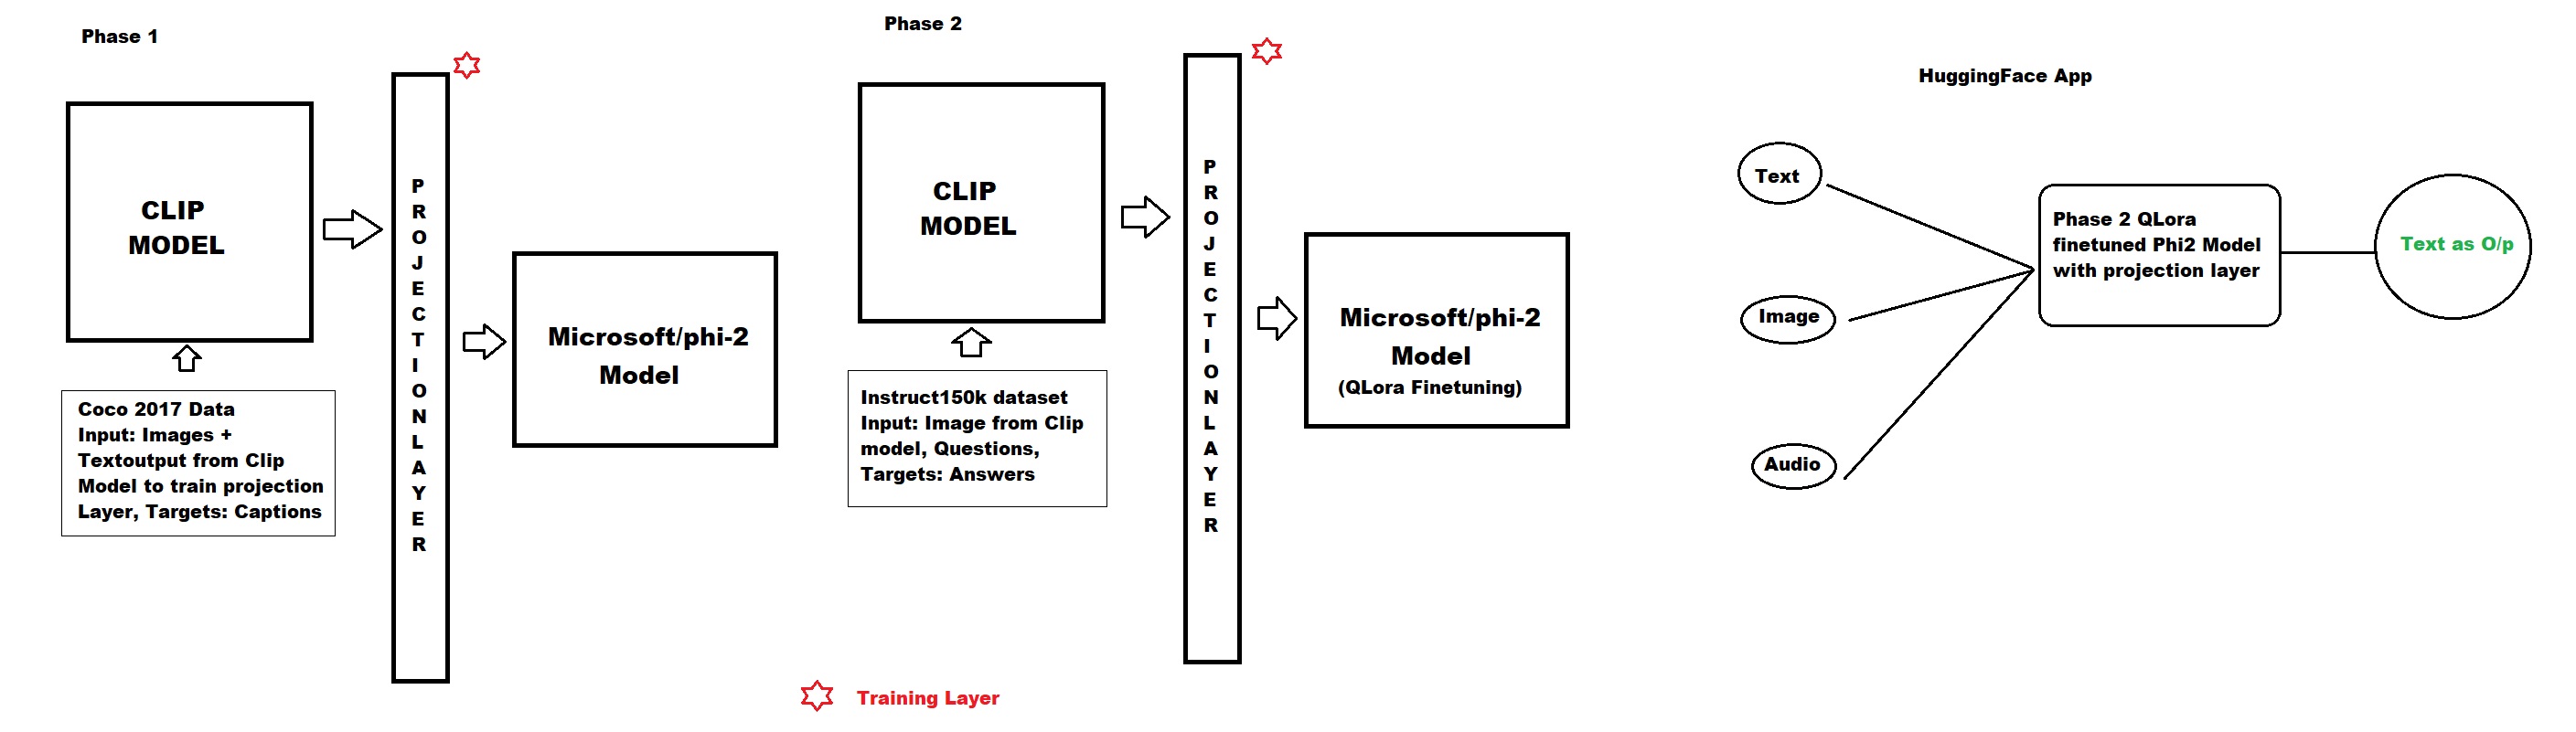 Phase 1
CLIP
MODEL
Coco 2017 Data
Input: Images +
Textoutput from Clip
Model to train projection
Layer, Targets: Captions
P
R
O
J
E
C
T
I
O
N
L
A
Y
E
R
Microsoft/phi-2
Model
Phase 2
CLIP
MODEL
Instruct150k dataset
Input: Image from Clip
model, Questions,
Targets: Answers
P
R
O
J
E
C
T
I
O
N
L
A
Y
E
R
Microsoft/phi-2
Model
(QLora Finetuning)
Training Layer
HuggingFace App
Text
Image
Audio
Phase 2 QLora
finetuned Phi2 Model
with projection layer
Text as O/p